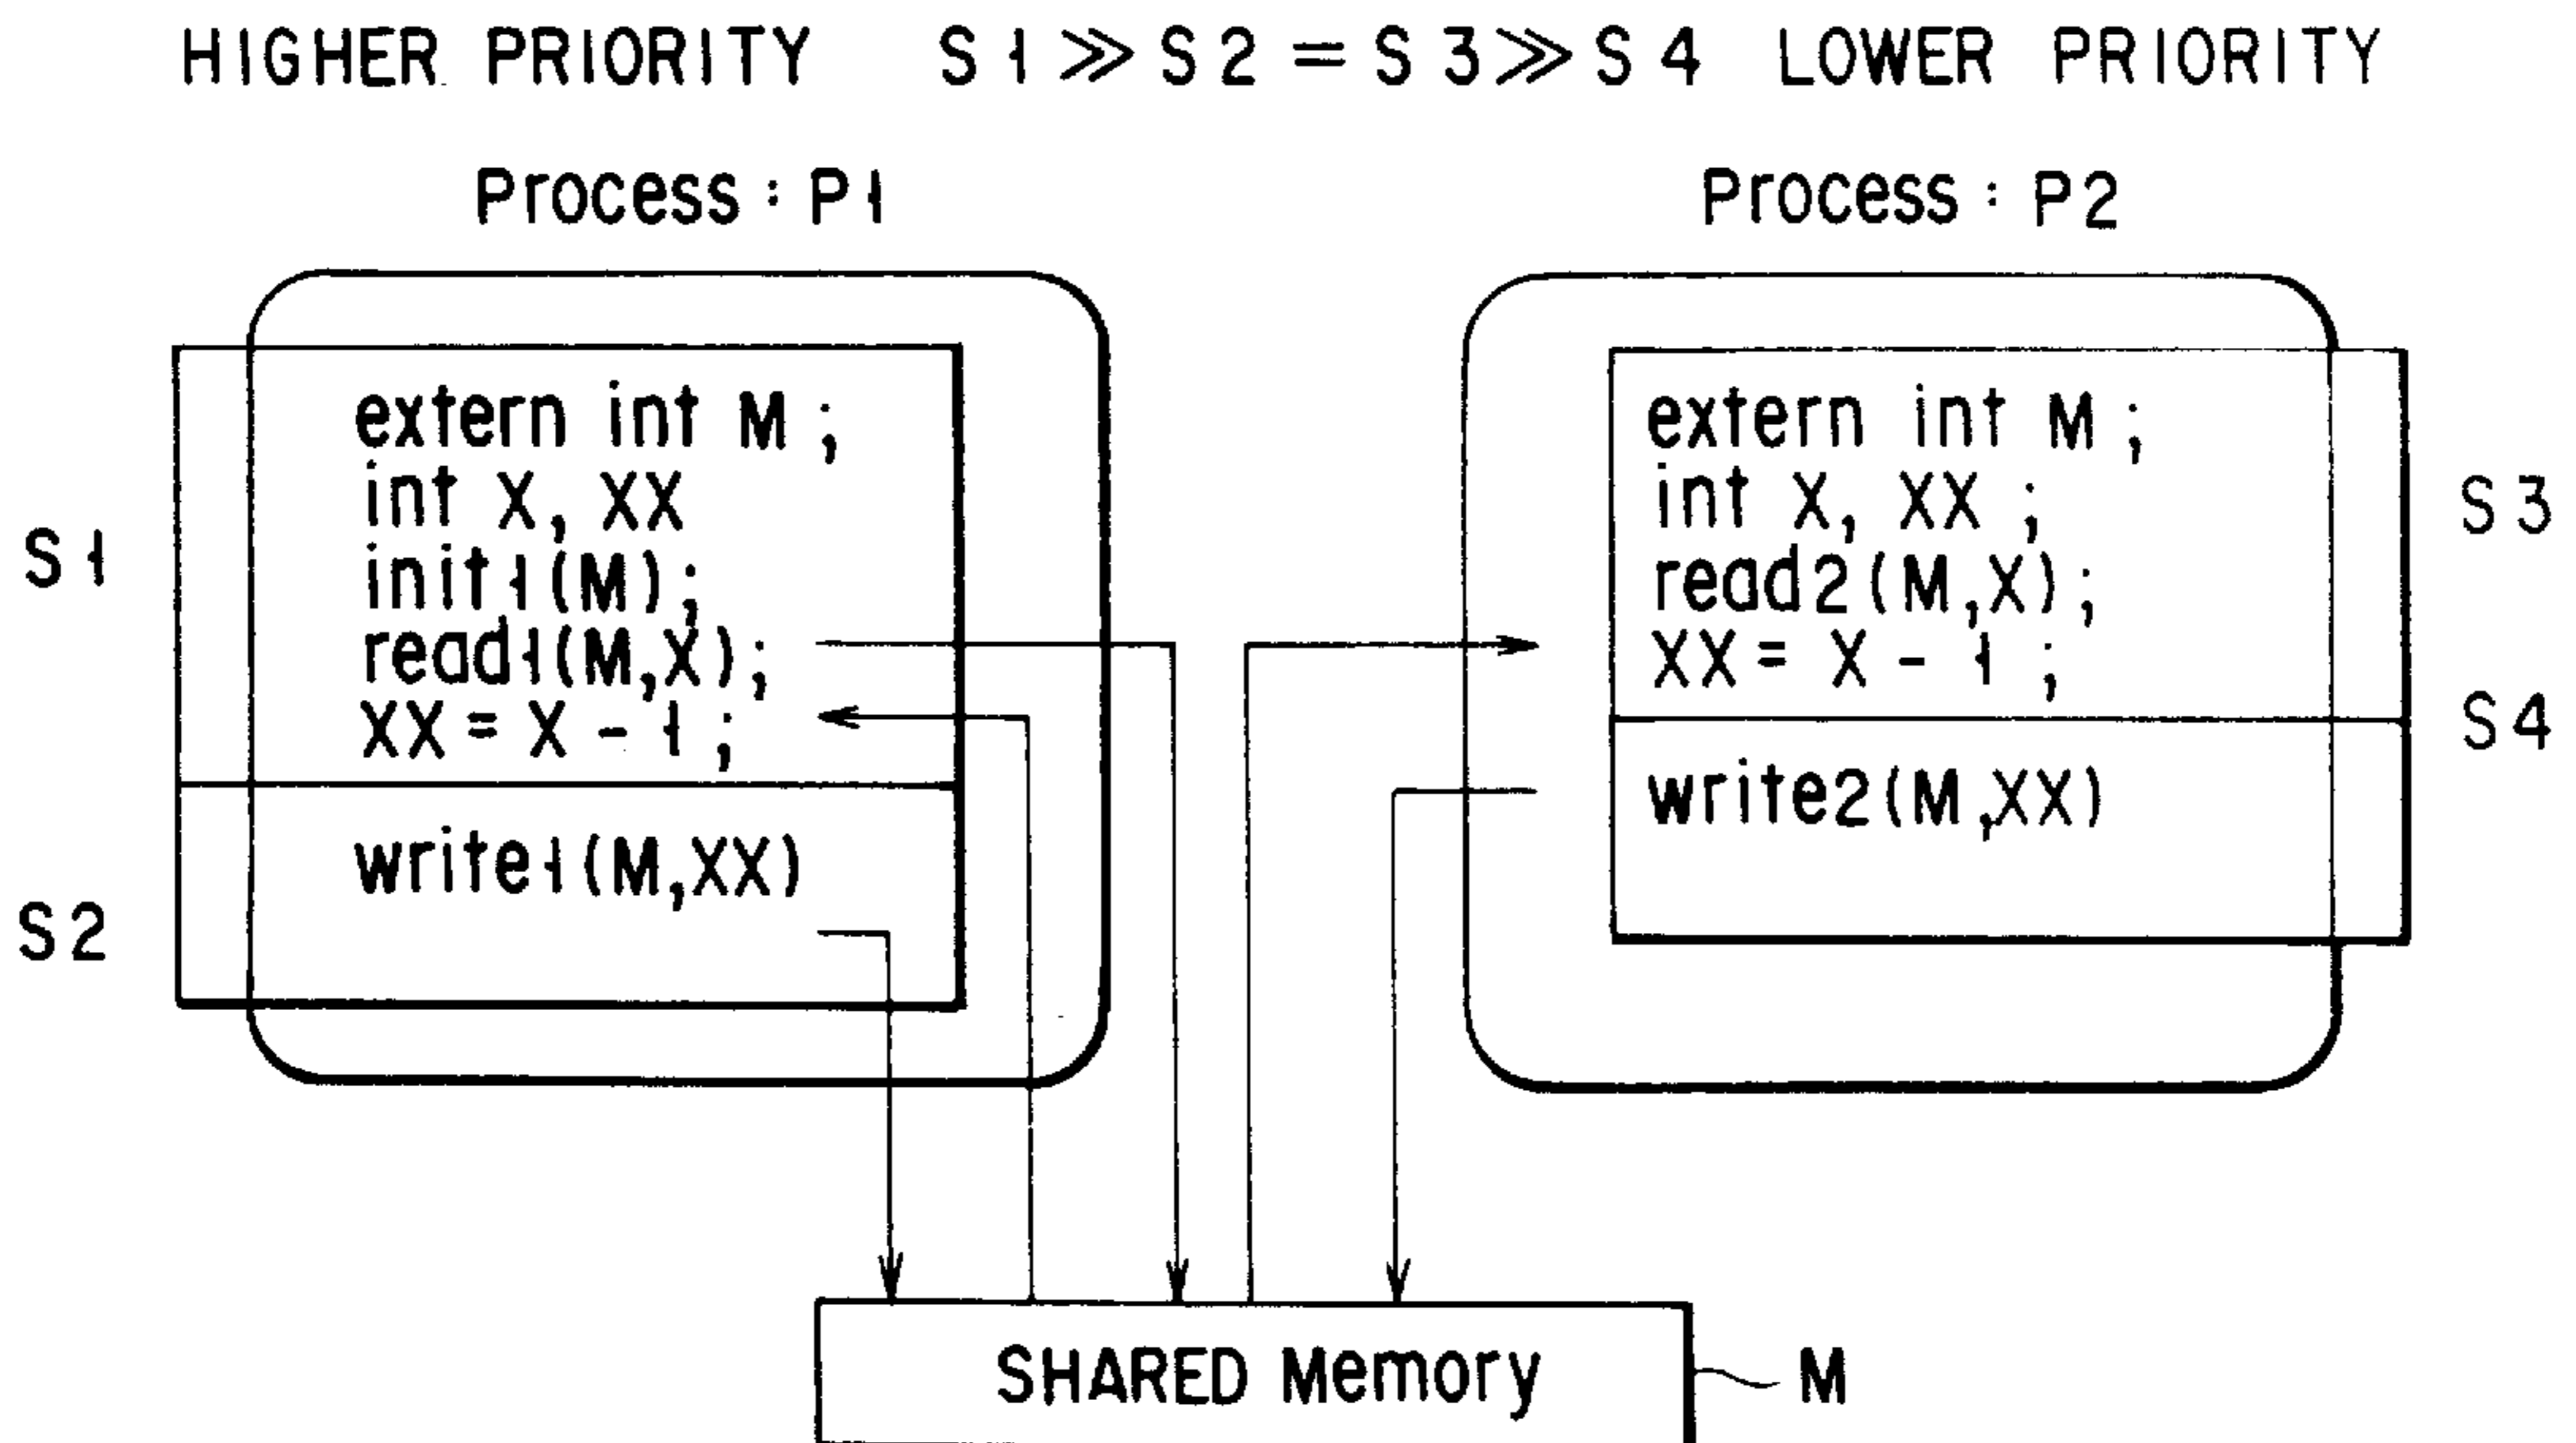 HIGHER PRIORITY S1 ≫ S2 = S3 ≫ S4 LOWER PRIORITY
Process : P1
extern int M ;
int X, XX
init1(M);
read1(M,X);
XX = X - 1 ;
write1(M,XX)
S1
S2
Process : P2
extern int M ;
int X, XX ;
read2(M,X);
XX = X - 1 ;
write2(M,XX)
S3
S4
SHARED Memory
M